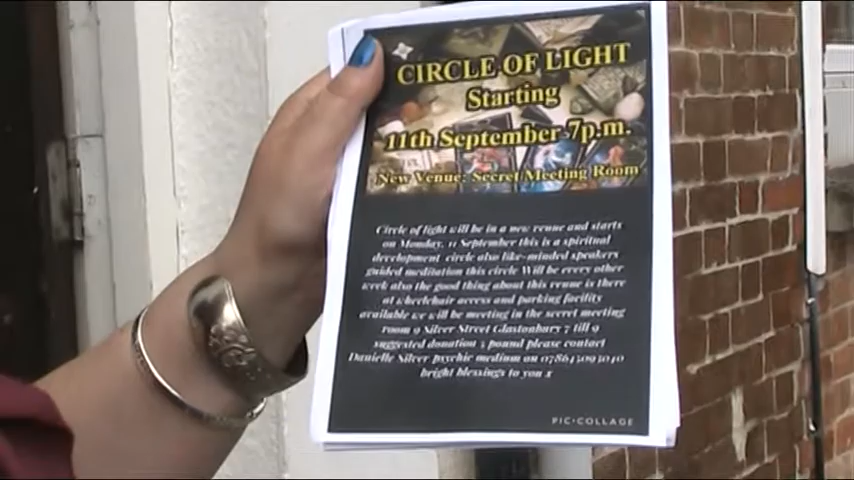 CIRCLE OF LIGHT
Starting
11th September 7p.m.
New Venue: Secret Meeting Room
Circle of light will be in a new venue and starts
on Monday, 11 September this is a spiritual
development circle also like-minded speakers
guided meditation this circle Will be every other
week also the good thing about this venue is there
at wheelchair access and parking facility
available we will be meeting in the secret meeting
room 9 Silver Street Glastonbury 7 till 9
suggested donation 3 pound please contact
Danielle Silver psychic medium on
bright blessings to you x
PIC•COLLAGE